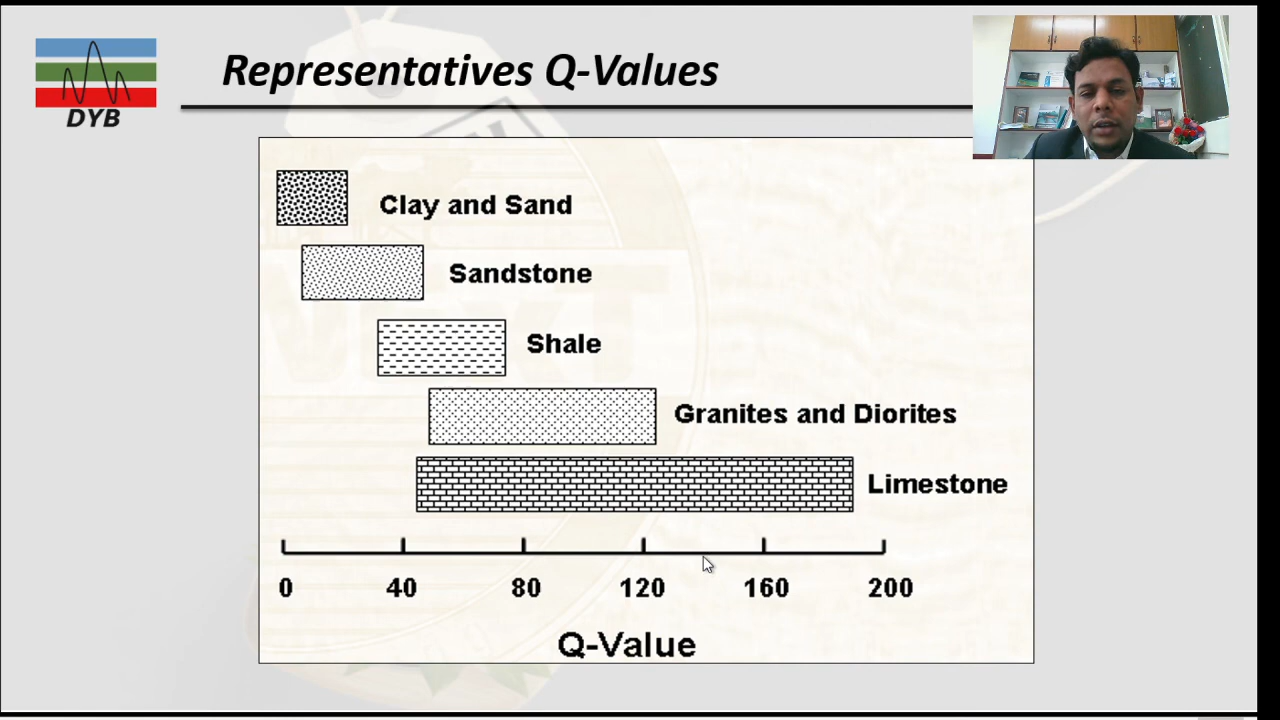 Representatives Q-Values
DYB
Clay and Sand
Sandstone
Shale
Granites and Diorites
Limestone
0 40 80 120 160 200
Q-Value